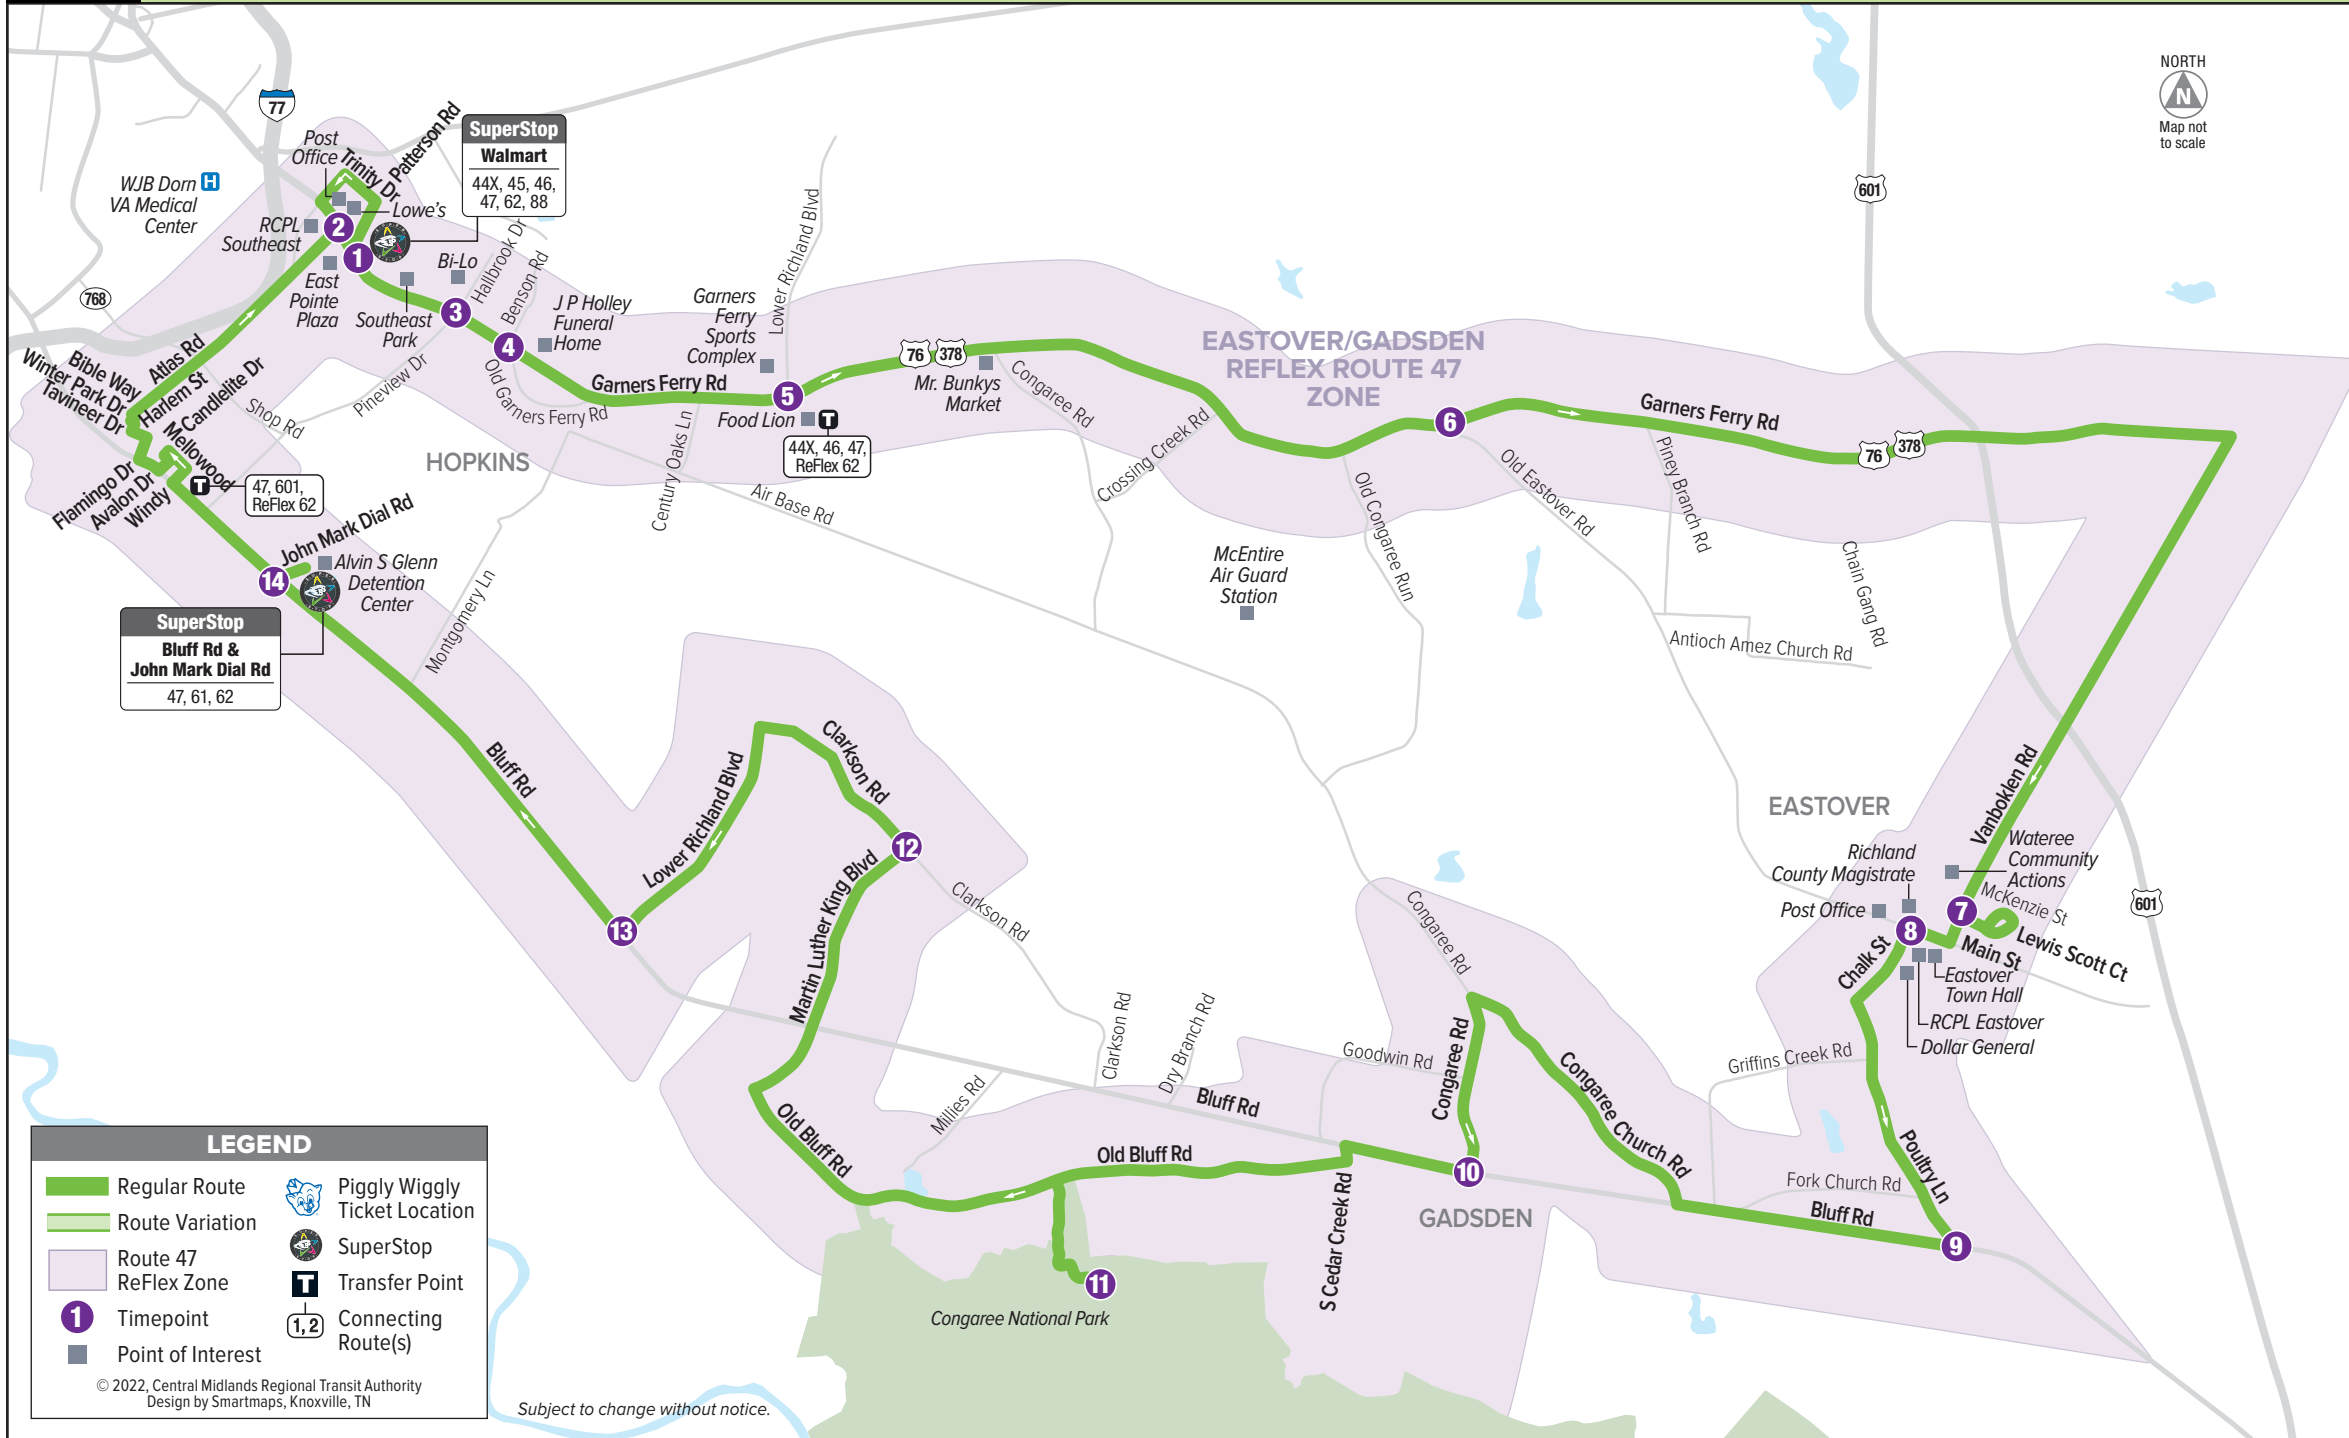 NORTH
N
Map not
to scale
77
601
768
Post
Office
Trinity Dr
Patterson Rd
SuperStop
Walmart
44X, 45, 46,
47, 62, 88
WJB Dorn H
VA Medical
Center
RCPL
Southeast
Lowe's
2
1
East
Pointe
Plaza
Southeast
Park
Bi-Lo
3
Hallbrook Dr
Benson Rd
4
J P Holley
Funeral
Home
Garners
Ferry
Sports
Complex
Lower Richland Blvd
Garners Ferry Rd
Old Garners Ferry Rd
5
Food Lion
T
44X, 46, 47,
ReFlex 62
76
378
Mr. Bunkys
Market
Congaree Rd
Crossing Creek Rd
EASTOVER/GADSDEN
REFLEX ROUTE 47
ZONE
6
Garners Ferry Rd
76
378
Old Eastover Rd
Piney Branch Rd
Old Congaree Run
Chain Gang Rd
Antioch Amez Church Rd
McEntire
Air Guard
Station
Air Base Rd
Century Oaks Ln
HOPKINS
Pineview Dr
Shop Rd
Atlas Rd
Bible Way
Harlem St
Winter Park Dr
Tavineer Dr
Candlelite Dr
Mellowood
Flamingo Dr
Avalon Dr
Windy
T
47, 601,
ReFlex 62
John Mark Dial Rd
14
Alvin S Glenn
Detention
Center
SuperStop
Bluff Rd &
John Mark Dial Rd
47, 61, 62
Montgomery Ln
Bluff Rd
13
Lower Richland Blvd
Clarkson Rd
12
Martin Luther King Blvd
Clarkson Rd
Clarkson Rd
Dry Branch Rd
Millies Rd
Old Bluff Rd
Old Bluff Rd
Bluff Rd
11
Congaree National Park
S Cedar Creek Rd
Goodwin Rd
Congaree Rd
Congaree Rd
10
GADSDEN
Congaree Church Rd
Griffins Creek Rd
Fork Church Rd
Bluff Rd
Poultry Ln
9
EASTOVER
Vanboklen Rd
Wateree
Community
Actions
Richland
County Magistrate
Post Office
McKenzie St
7
8
Lewis Scott Ct
Main St
Chalk St
Eastover
Town Hall
RCPL Eastover
Dollar General
601
LEGEND
Regular Route
Route Variation
Route 47
ReFlex Zone
1 Timepoint
Point of Interest
Piggly Wiggly
Ticket Location
SuperStop
T Transfer Point
1, 2 Connecting
Route(s)
© 2022, Central Midlands Regional Transit Authority
Design by Smartmaps, Knoxville, TN
Subject to change without notice.